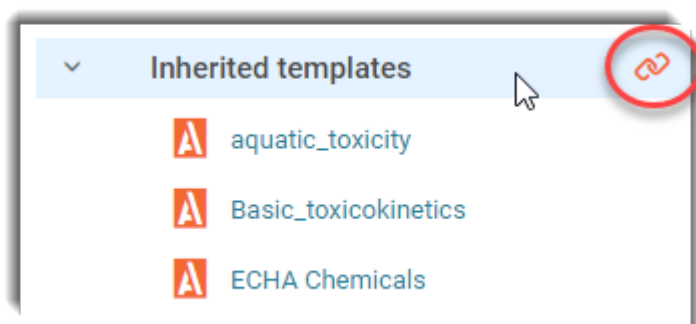 Inherited templates
aquatic_toxicity
Basic_toxicokinetics
ECHA Chemicals